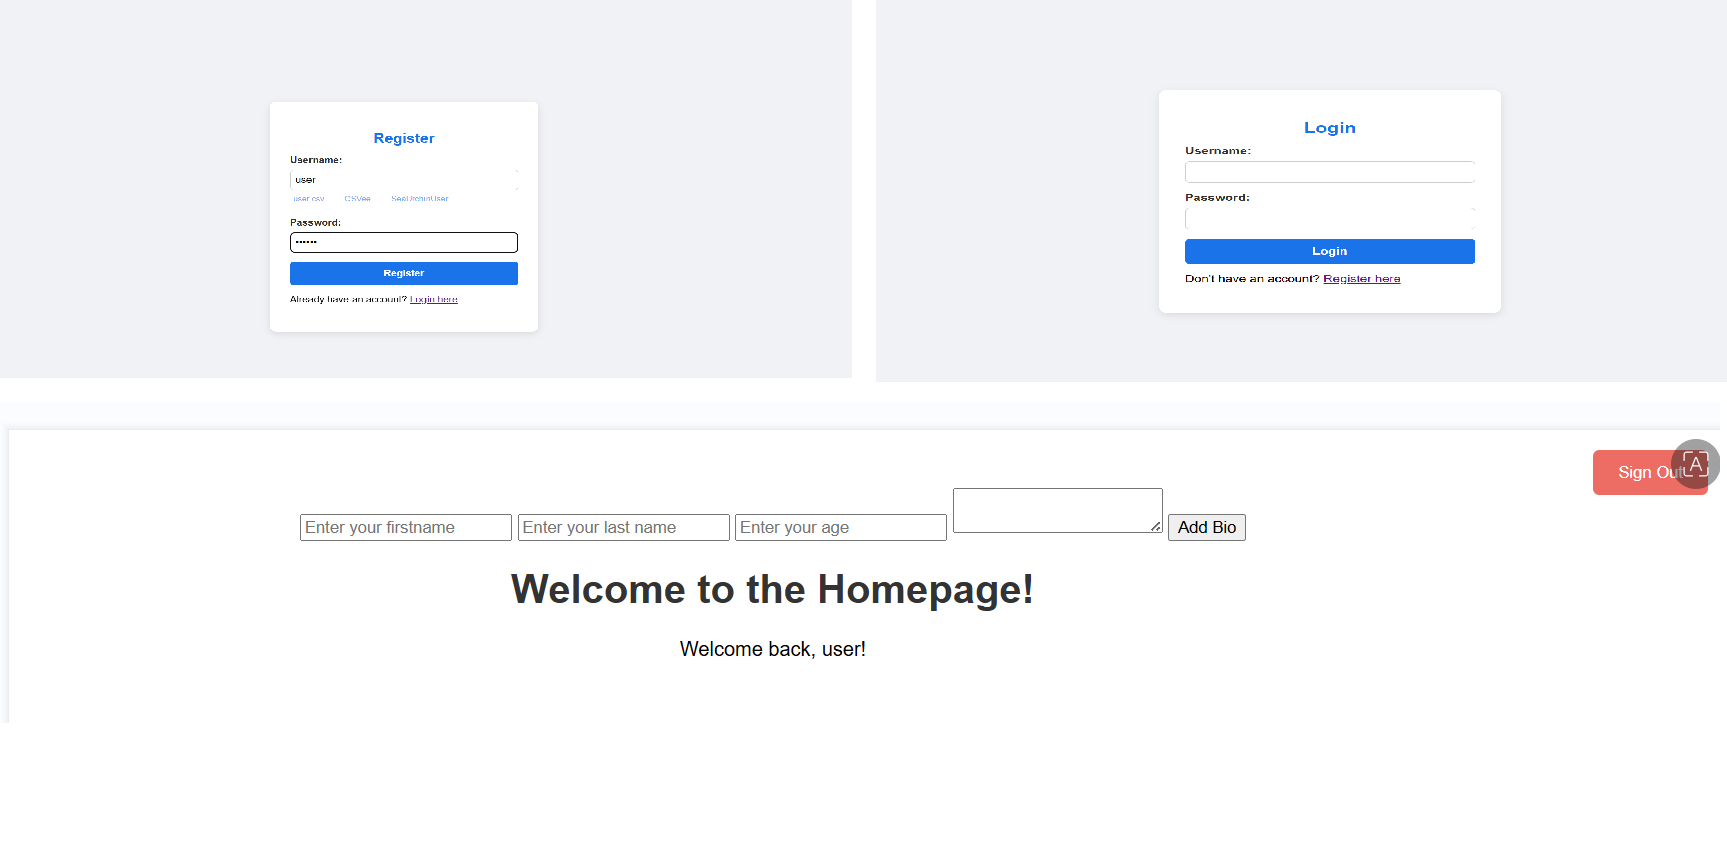 Register
Username:
user
user csv CSVee SeaUrchinUser
Password:
••••••
Register
Already have an account? Login here
Login
Username:
Password:
Login
Don't have an account? Register here
Sign Out
A
Enter your firstname Enter your last name Enter your age Add Bio
Welcome to the Homepage!
Welcome back, user!